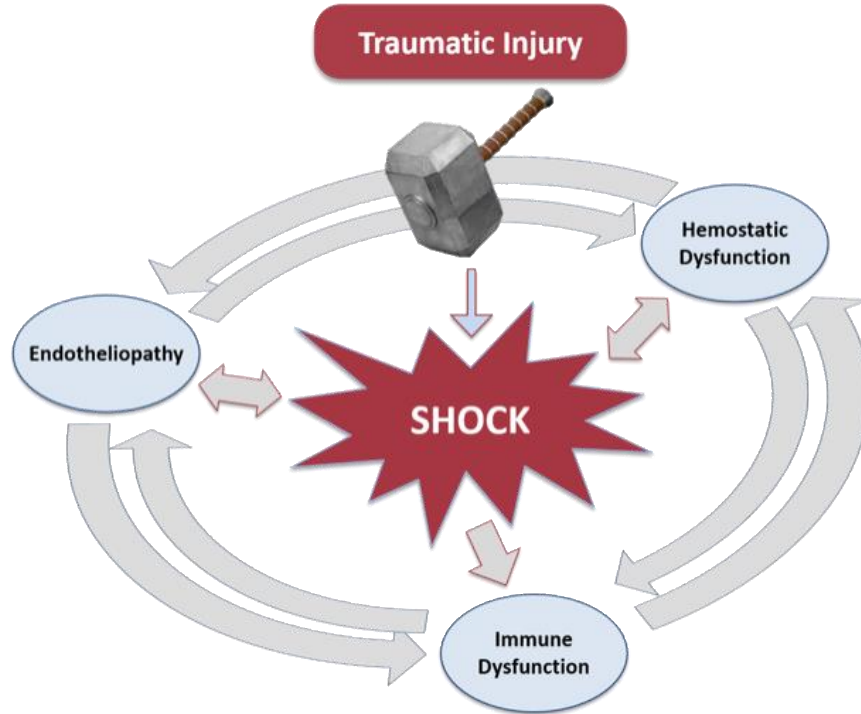 Traumatic Injury
Hemostatic
Dysfunction
Endotheliopathy
SHOCK
Immune
Dysfunction